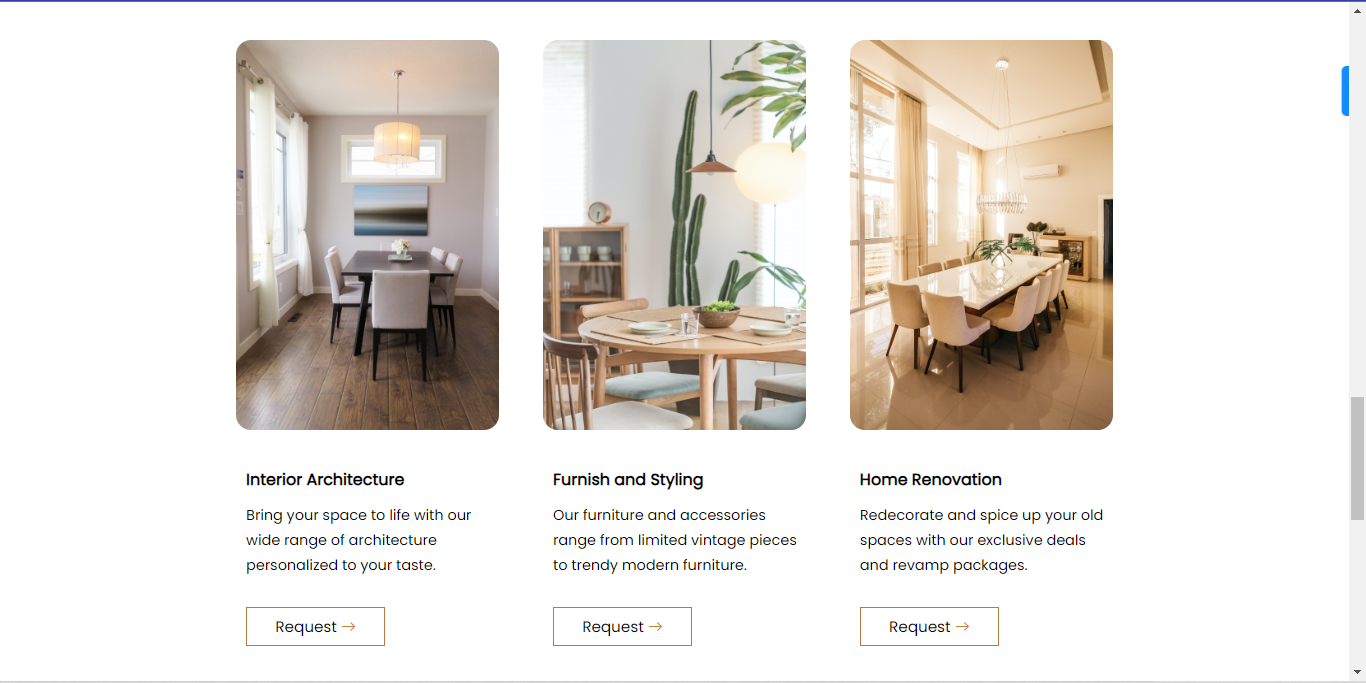 Interior Architecture
Bring your space to life with our
wide range of architecture
personalized to your taste.
Request →
Furnish and Styling
Our furniture and accessories
range from limited vintage pieces
to trendy modern furniture.
Request →
Home Renovation
Redecorate and spice up your old
spaces with our exclusive deals
and revamp packages.
Request →